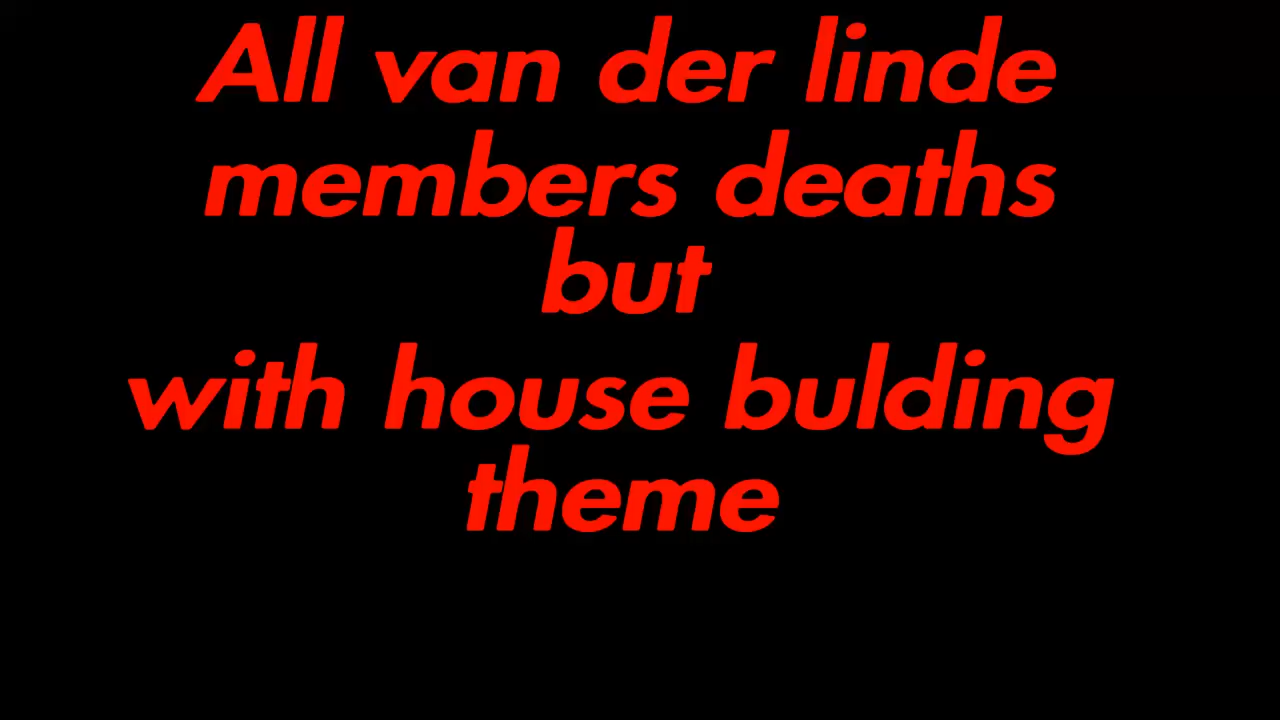 All van der linde
members deaths
but
with house bulding
theme